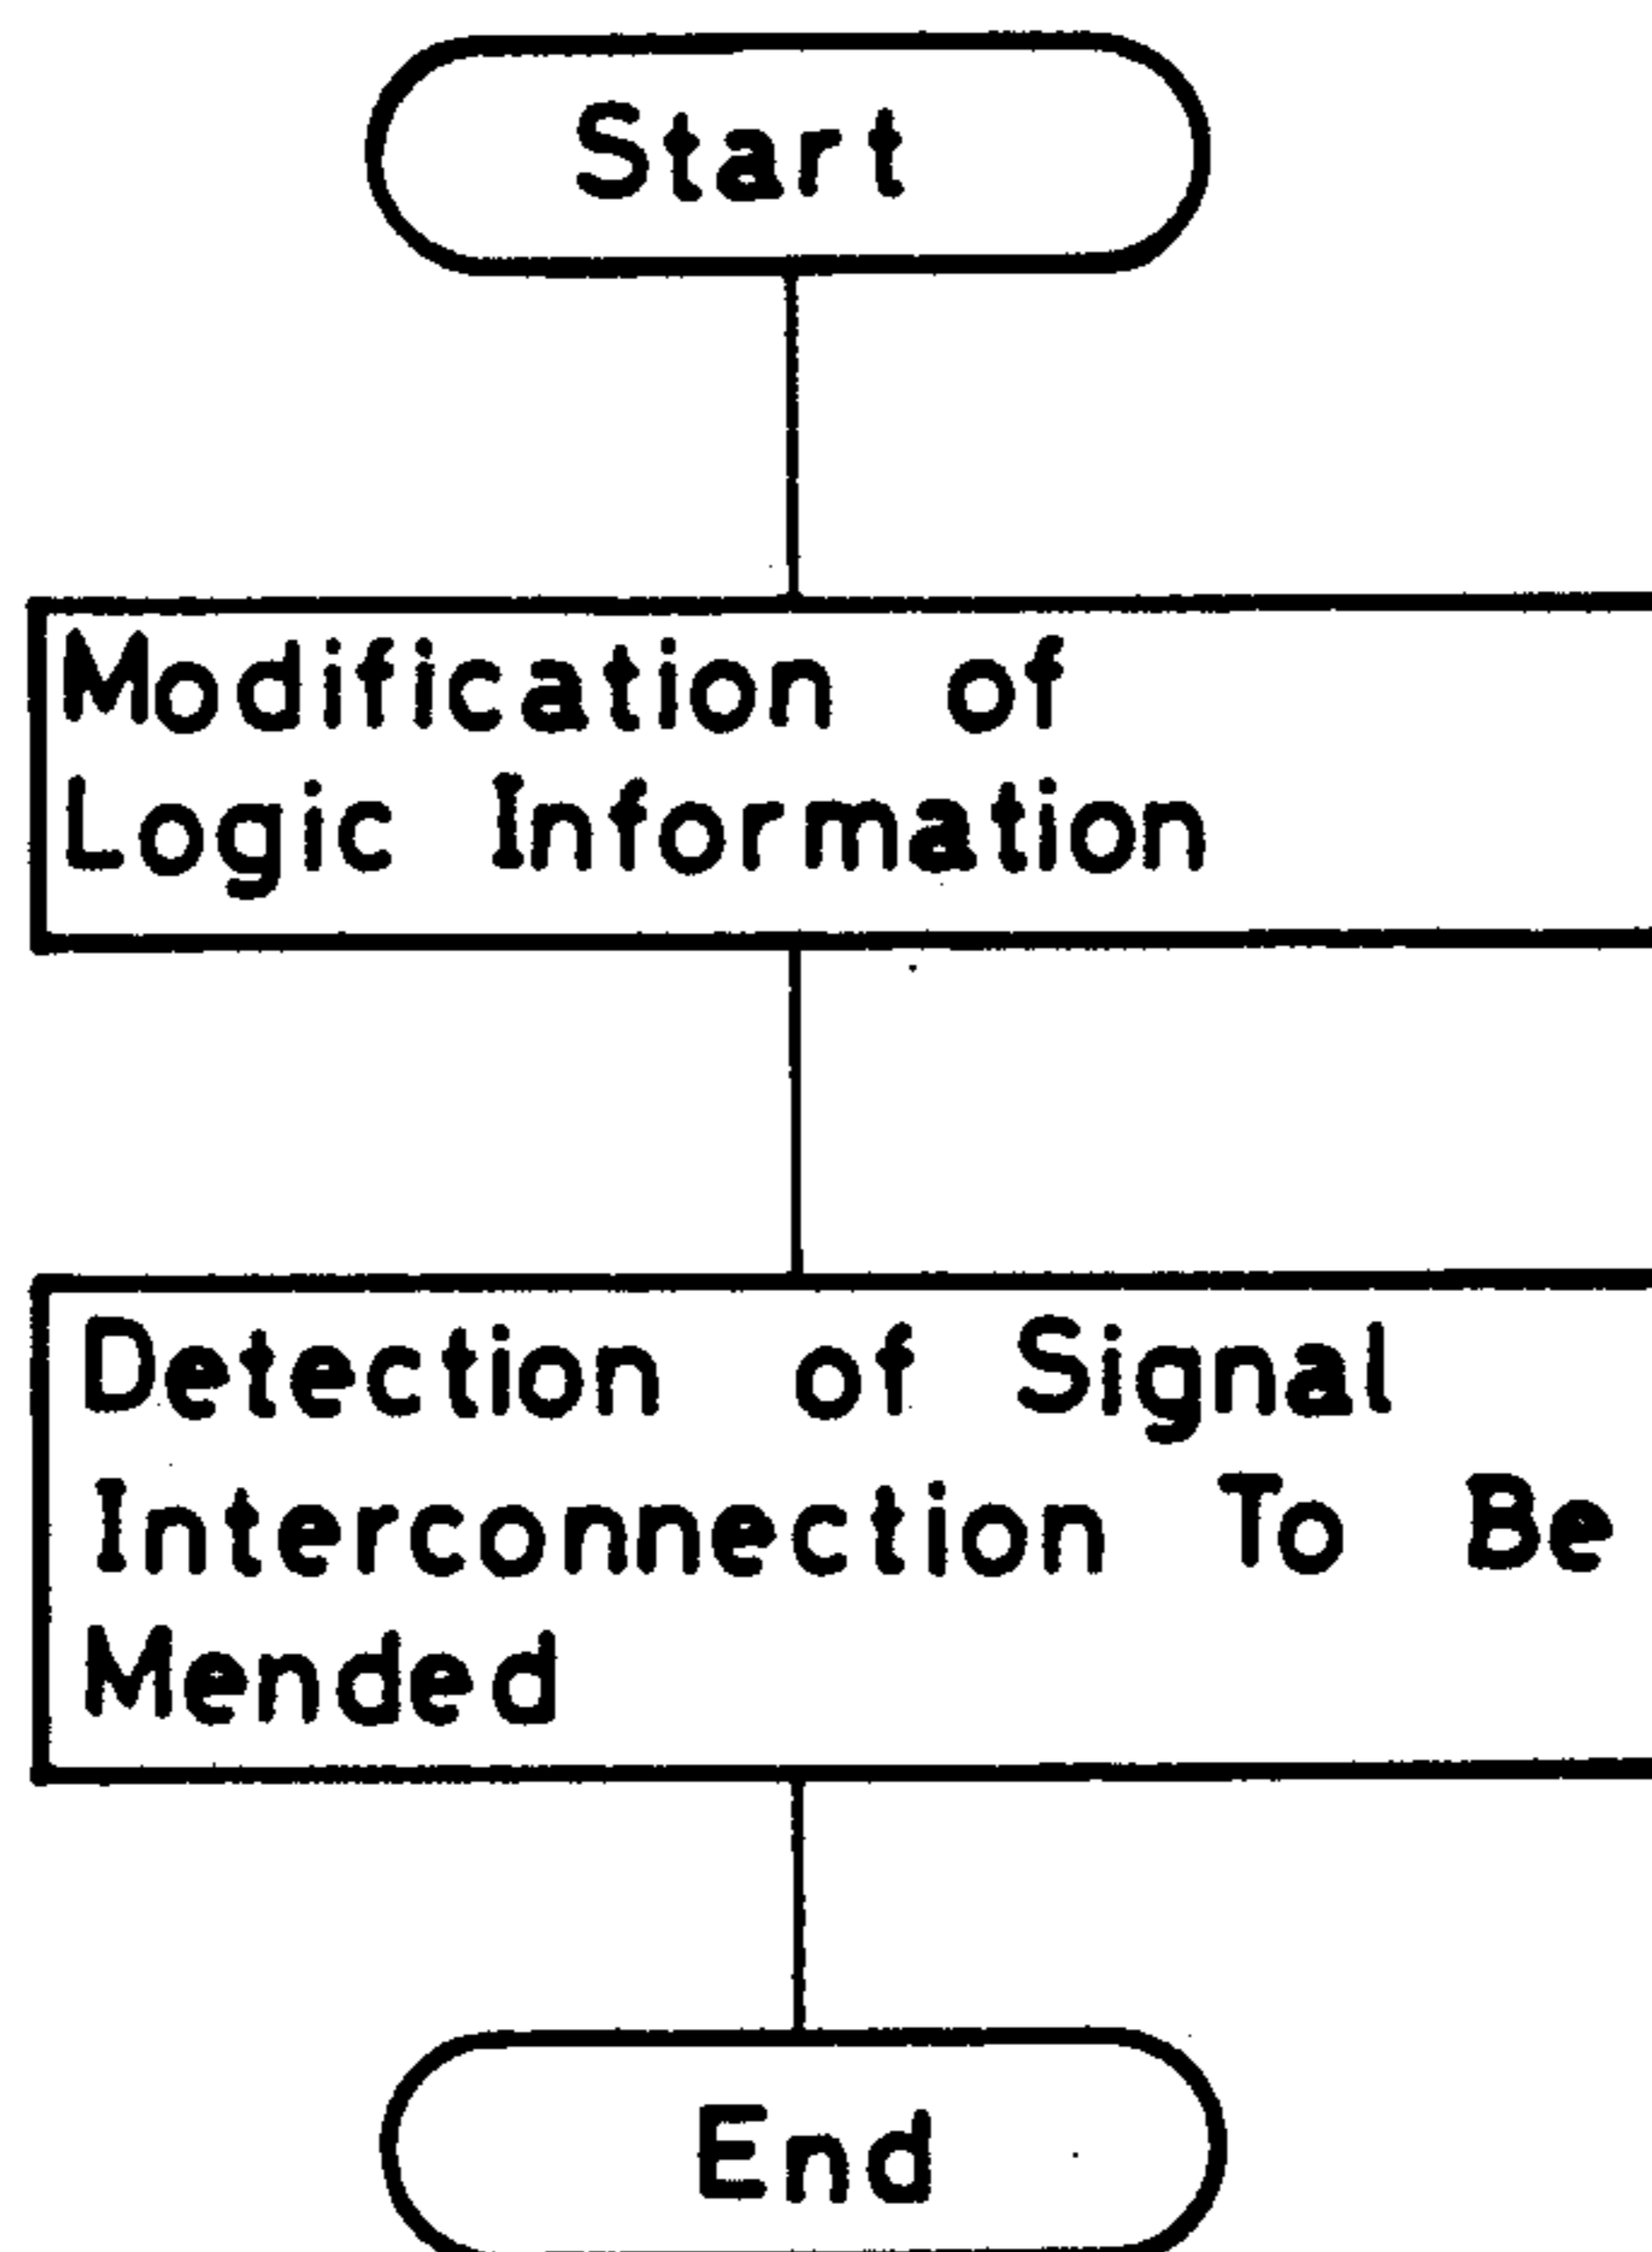 Start
Modification of
Logic Information
Detection of Signal
Interconnection To Be
Mended
End